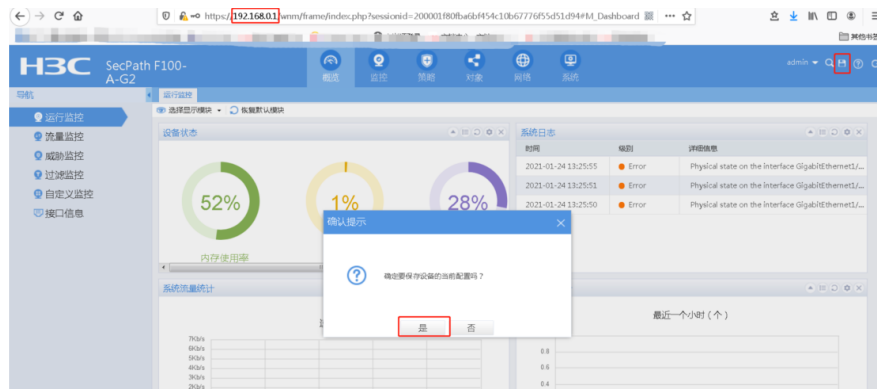 https://192.168.0.1/wnm/frame/index.php?sessionid=200001f80fba6bf454c10b67776f55d51d94#M_Dashboard
其他书签
H3C SecPath F100-A-G2
概览 监控 策略 对象 网络 系统
admin
导航
运行监控
运行监控
流量监控
威胁监控
过滤监控
自定义监控
接口信息
选择显示模块 恢复默认模块
设备状态
52%
1%
28%
内存使用率
系统日志
时间 级别 详细信息
2021-01-24 13:25:55 Error Physical state on the interface GigabitEthernet1/...
2021-01-24 13:25:51 Error Physical state on the interface GigabitEthernet1/...
2021-01-24 13:25:50 Error Physical state on the interface GigabitEthernet1/...
确认提示
确定要保存设备的当前配置吗？
是 否
系统流量统计
7Kb/s
6Kb/s
5Kb/s
4Kb/s
3Kb/s
2Kb/s
最近一个小时 ( 个 )
0.8
0.6
0.4